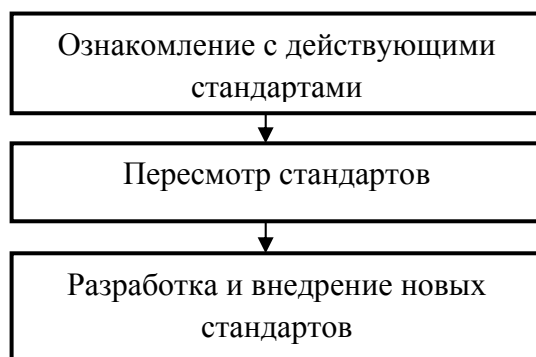 Ознакомление с действующими
стандартами
Пересмотр стандартов
Разработка и внедрение новых
стандартов